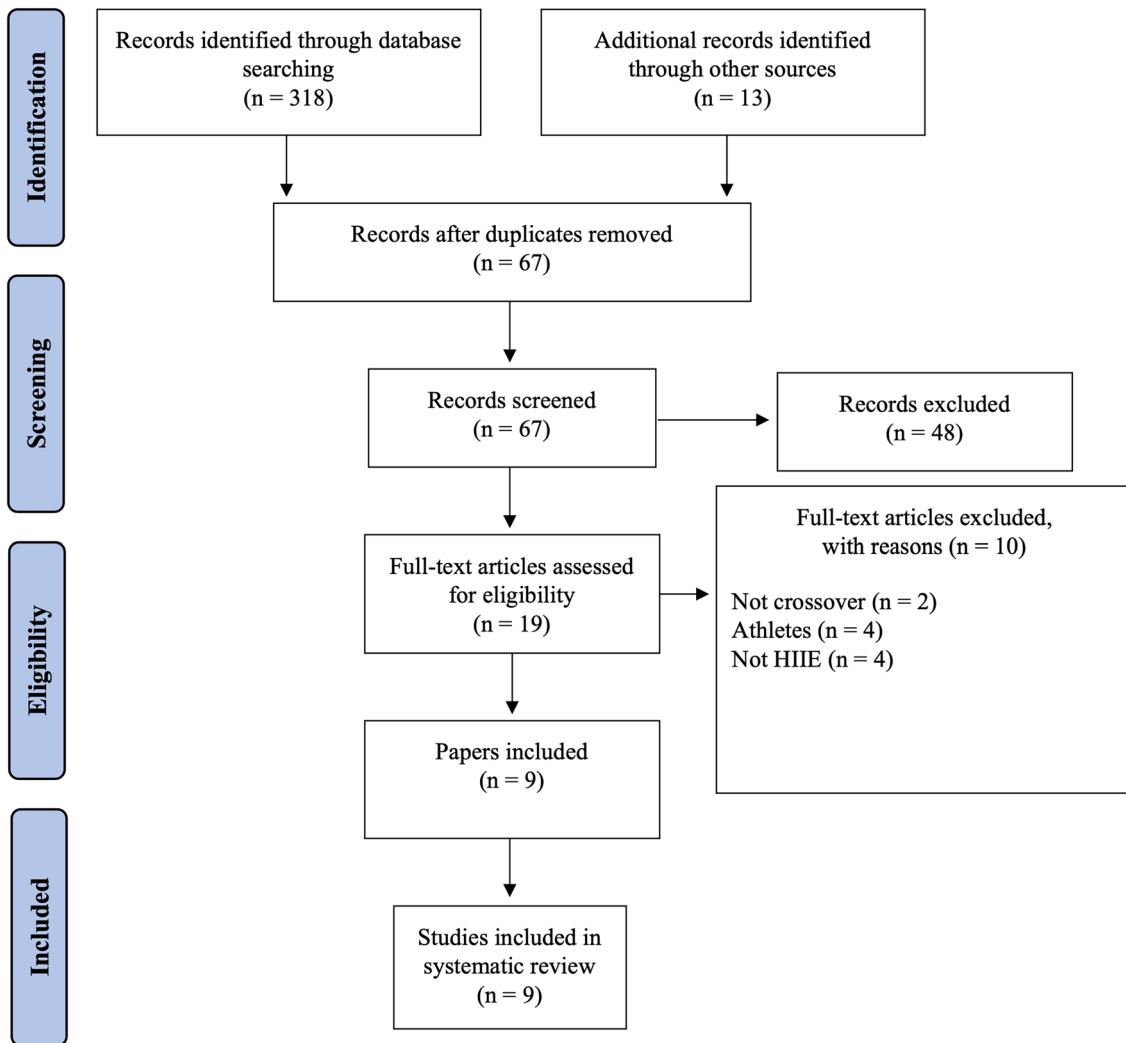 Identification
Records identified through database
searching
(n = 318)
Additional records identified
through other sources
(n = 13)
Records after duplicates removed
(n = 67)
Screening
Records screened
(n = 67)
Records excluded
(n = 48)
Eligibility
Full-text articles assessed
for eligibility
(n = 19)
Full-text articles excluded,
with reasons (n = 10)
Not crossover (n = 2)
Athletes (n = 4)
Not HIIE (n = 4)
Papers included
(n = 9)
Included
Studies included in
systematic review
(n = 9)